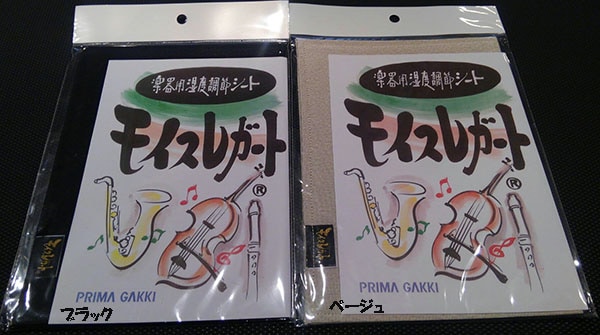 楽器用湿度調節シート
モイスレガート
®
PRIMA GAKKI
ブラック
楽器用湿度調節シート
モイスレガート
®
PRIMA GAKKI
ベージュ